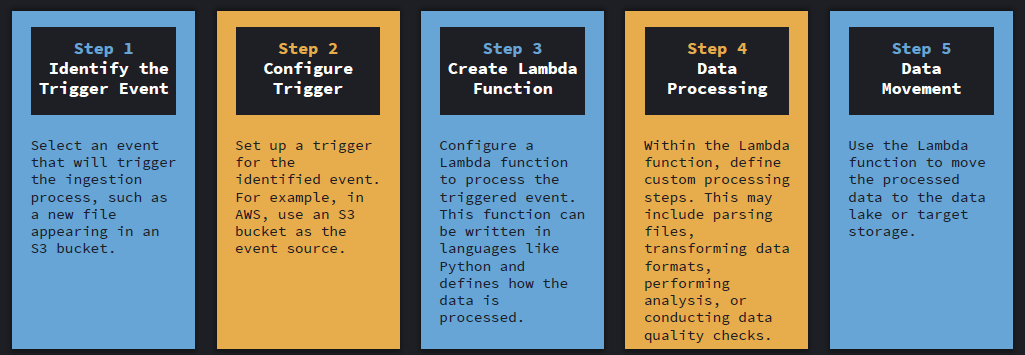 Step 1
Identify the
Trigger Event
Select an event
that will trigger
the ingestion
process, such as
a new file
appearing in an
S3 bucket.
Step 2
Configure
Trigger
Set up a trigger
for the
identified event.
For example, in
AWS, use an S3
bucket as the
event source.
Step 3
Create Lambda
Function
Configure a
Lambda function
to process the
triggered event.
This function can
be written in
languages like
Python and
defines how the
data is
processed.
Step 4
Data
Processing
Within the Lambda
function, define
custom processing
steps. This may
include parsing
files,
transforming data
formats,
performing
analysis, or
conducting data
quality checks.
Step 5
Data
Movement
Use the Lambda
function to move
the processed
data to the data
lake or target
storage.